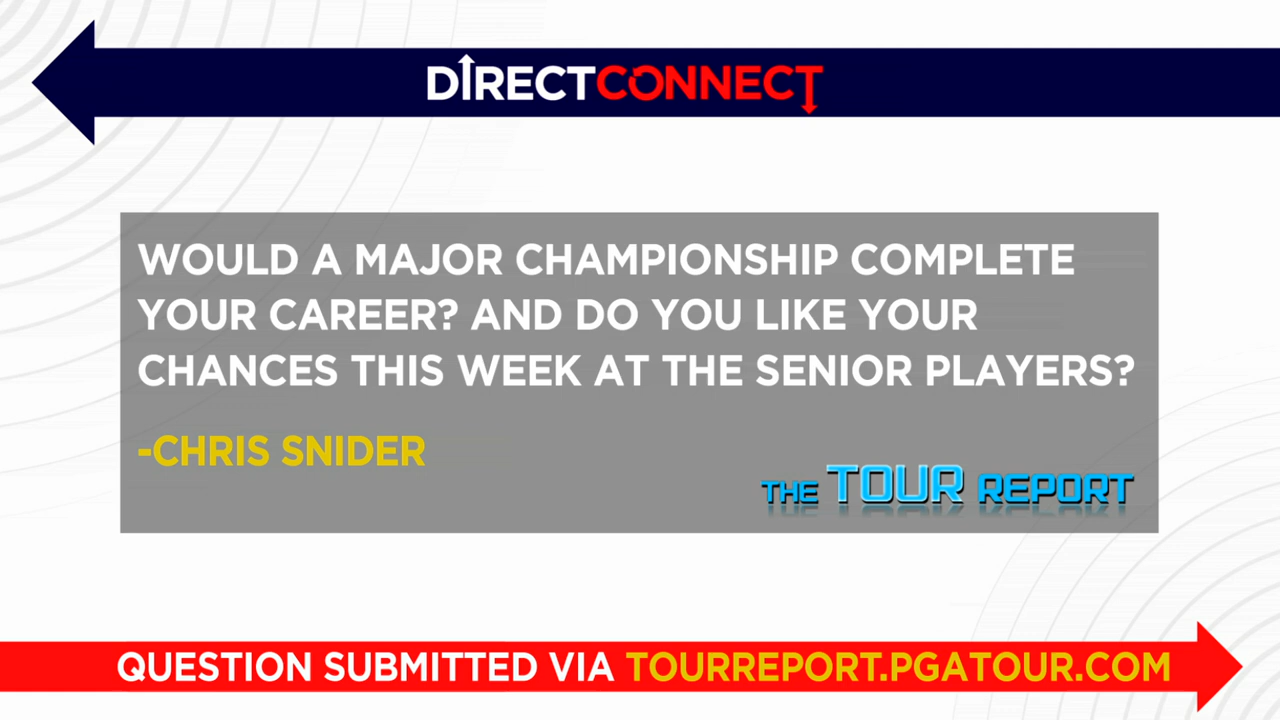 DIRECTCONNECT
WOULD A MAJOR CHAMPIONSHIP COMPLETE
YOUR CAREER? AND DO YOU LIKE YOUR
CHANCES THIS WEEK AT THE SENIOR PLAYERS?
-CHRIS SNIDER
THE TOUR REPORT
QUESTION SUBMITTED VIA TOURREPORT.PGATOUR.COM